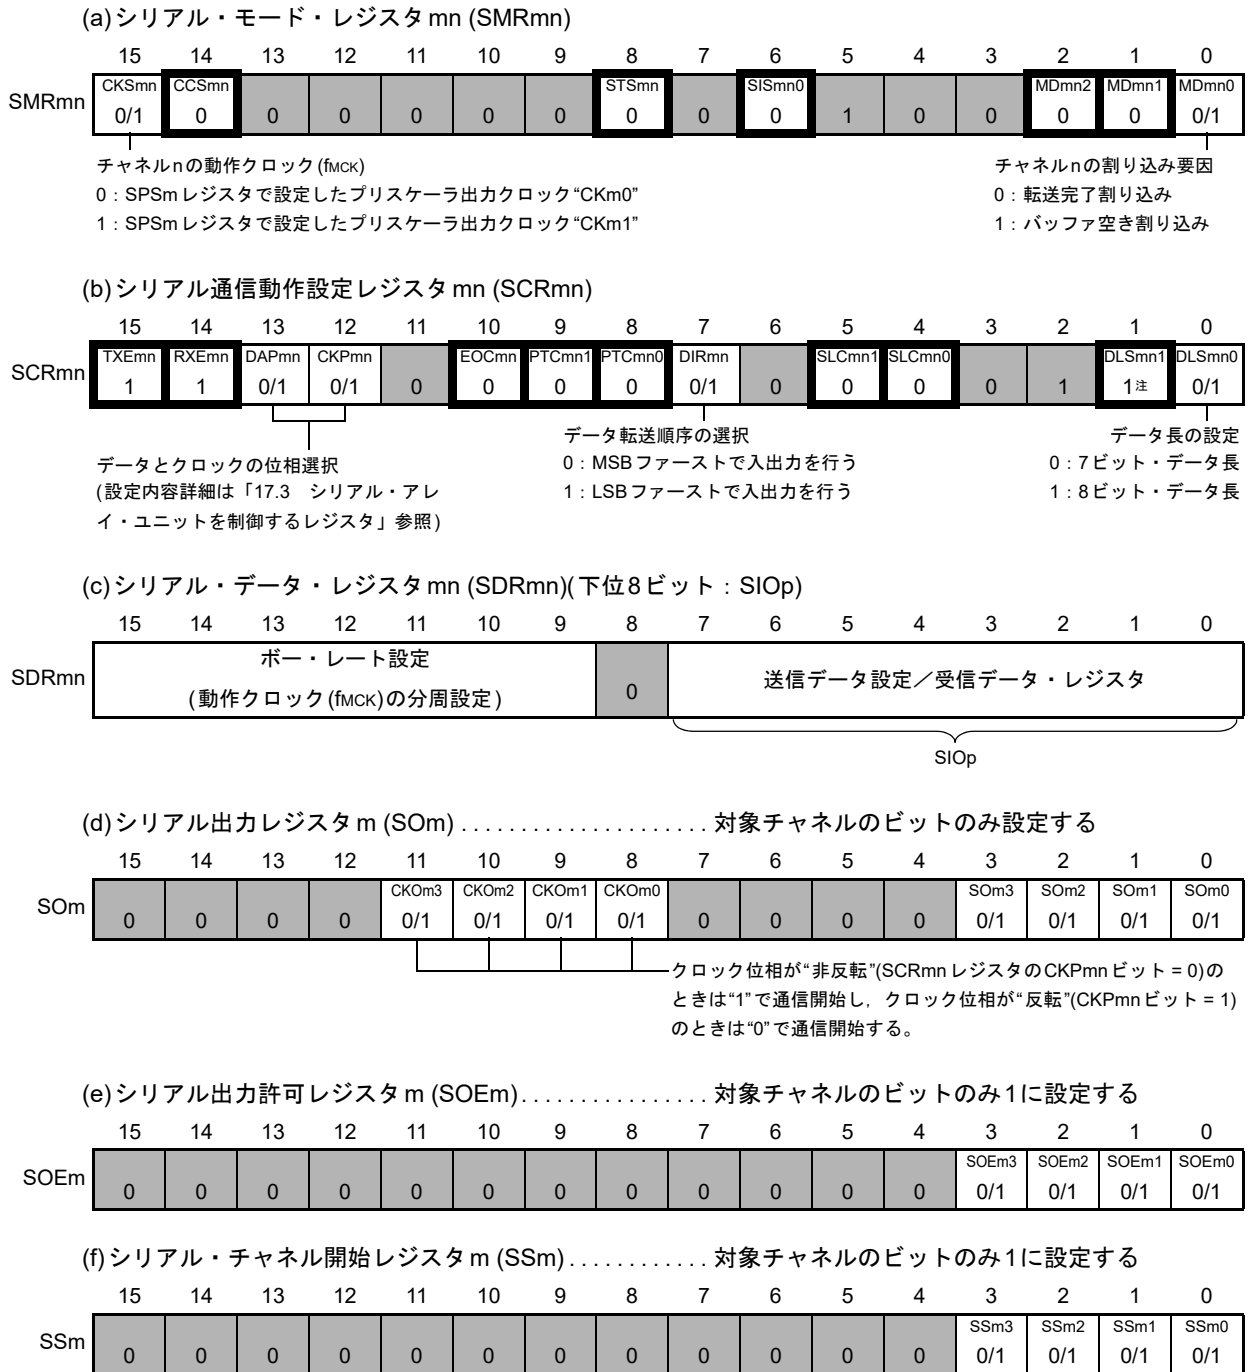 (a)シリアル・モード・レジスタmn (SMRmn)
15 14 13 12 11 10 9 8 7 6 5 4 3 2 1 0
CKSmn CCSmn STSmn SISmn0 MDmn2 MDmn1 MDmn0
SMRmn
0/1 0 0 0 0 0 0 0 0 0 1 0 0 0 0 0/1
チャネルnの動作クロック(fMCK)
0：SPSmレジスタで設定したプリスケーラ出力クロック“CKm0”
1：SPSmレジスタで設定したプリスケーラ出力クロック“CKm1”
チャネルnの割り込み要因
0：転送完了割り込み
1：バッファ空き割り込み
(b)シリアル通信動作設定レジスタmn (SCRmn)
15 14 13 12 11 10 9 8 7 6 5 4 3 2 1 0
TXEmn RXEmn DAPmn CKPmn EOCmn PTCmn1 PTCmn0 DIRmn SLCmn1 SLCmn0 DLSmn1 DLSmn0
SCRmn
1 1 0/1 0/1 0 0 0 0 0/1 0 0 0 0 1 1注 0/1
データとクロックの位相選択
(設定内容詳細は「17.3　シリアル・アレ
イ・ユニットを制御するレジスタ」参照)
データ転送順序の選択
0：MSBファーストで入出力を行う
1：LSBファーストで入出力を行う
データ長の設定
0：7ビット・データ長
1：8ビット・データ長
(c)シリアル・データ・レジスタmn (SDRmn)(下位8ビット：SIOp)
15 14 13 12 11 10 9 8 7 6 5 4 3 2 1 0
SDRmn
ボー・レート設定
(動作クロック(fMCK)の分周設定)
0
送信データ設定／受信データ・レジスタ
SIOp
(d)シリアル出力レジスタm (SOm) . . . . . . . . . . . . . . . . . . . . . 対象チャネルのビットのみ設定する
15 14 13 12 11 10 9 8 7 6 5 4 3 2 1 0
CKOm3 CKOm2 CKOm1 CKOm0 SOm3 SOm2 SOm1 SOm0
SOm
0 0 0 0 0/1 0/1 0/1 0/1 0 0 0 0 0/1 0/1 0/1 0/1
クロック位相が“非反転”(SCRmnレジスタのCKPmnビット = 0)の
ときは“1”で通信開始し，クロック位相が“反転”(CKPmnビット = 1)
のときは“0”で通信開始する。
(e)シリアル出力許可レジスタm (SOEm). . . . . . . . . . . . . . . . 対象チャネルのビットのみ1に設定する
15 14 13 12 11 10 9 8 7 6 5 4 3 2 1 0
SOEm3 SOEm2 SOEm1 SOEm0
SOEm
0 0 0 0 0 0 0 0 0 0 0 0 0/1 0/1 0/1 0/1
(f)シリアル・チャネル開始レジスタm (SSm) . . . . . . . . . . . . 対象チャネルのビットのみ1に設定する
15 14 13 12 11 10 9 8 7 6 5 4 3 2 1 0
SSm3 SSm2 SSm1 SSm0
SSm
0 0 0 0 0 0 0 0 0 0 0 0 0/1 0/1 0/1 0/1